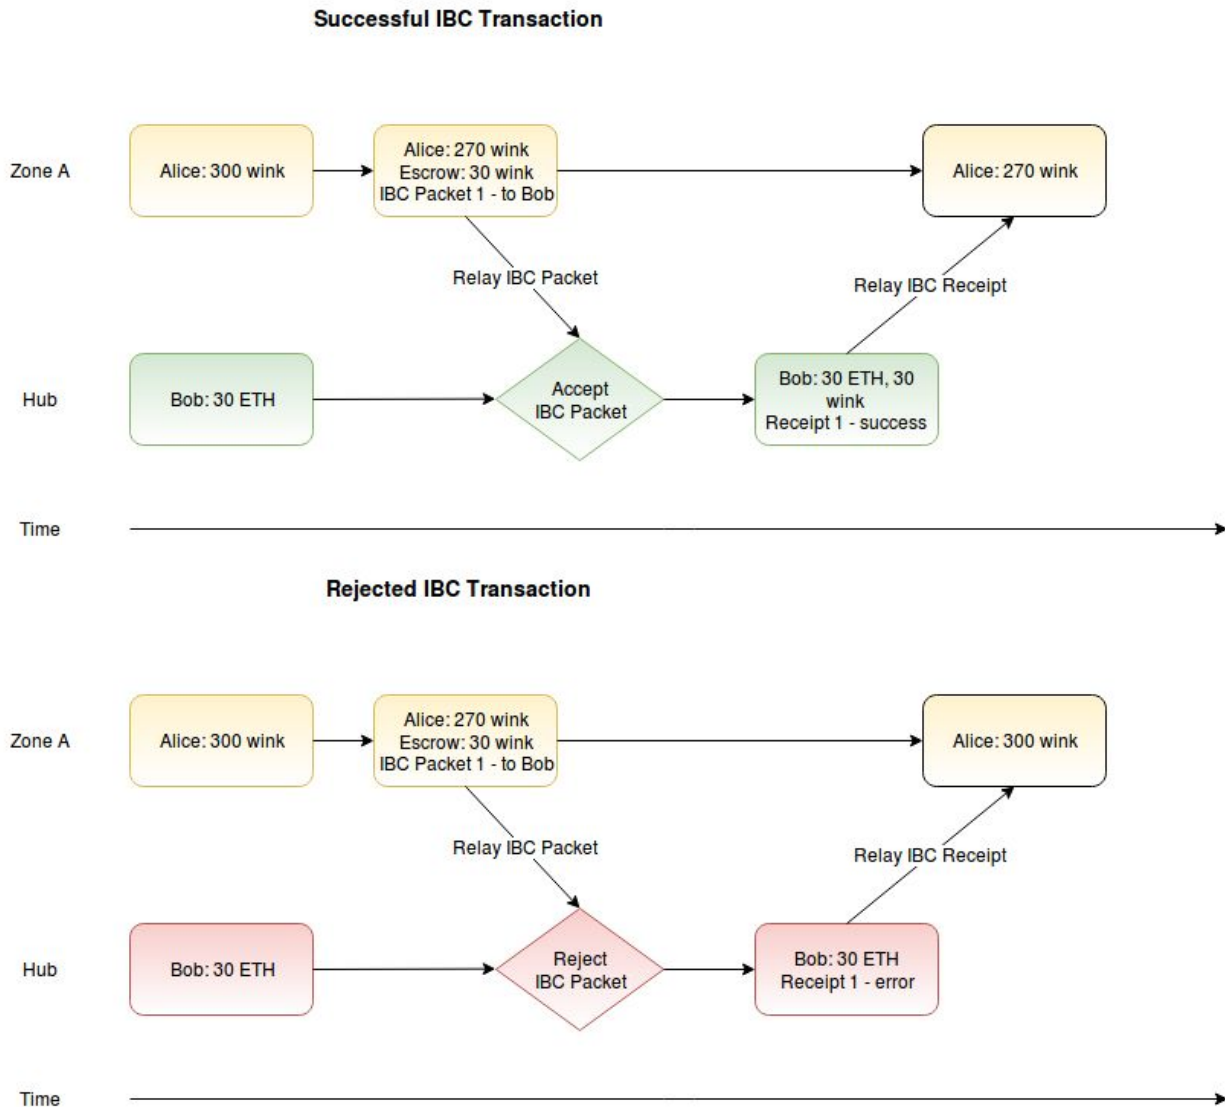 Successful IBC Transaction
Zone A
Alice: 300 wink
Alice: 270 wink
Escrow: 30 wink
IBC Packet 1 - to Bob
Alice: 270 wink
Relay IBC Packet
Relay IBC Receipt
Hub
Bob: 30 ETH
Accept
IBC Packet
Bob: 30 ETH, 30
wink
Receipt 1 - success
Time
Rejected IBC Transaction
Zone A
Alice: 300 wink
Alice: 270 wink
Escrow: 30 wink
IBC Packet 1 - to Bob
Alice: 300 wink
Relay IBC Packet
Relay IBC Receipt
Hub
Bob: 30 ETH
Reject
IBC Packet
Bob: 30 ETH
Receipt 1 - error
Time